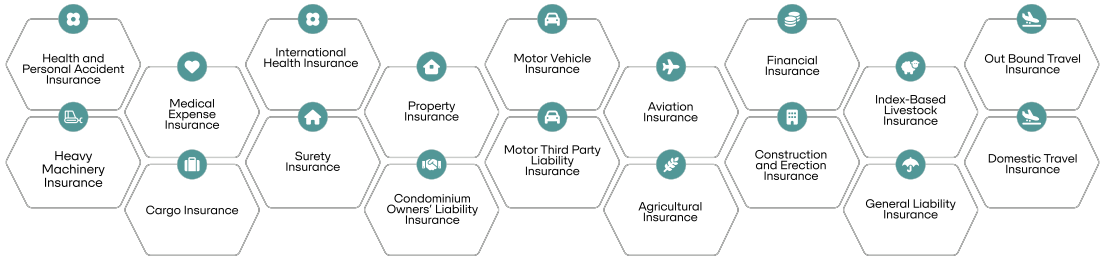 Health and
Personal Accident
Insurance
Medical
Expense
Insurance
International
Health Insurance
Property
Insurance
Motor Vehicle
Insurance
Aviation
Insurance
Financial
Insurance
Index-Based
Livestock
Insurance
Out Bound Travel
Insurance
Heavy
Machinery
Insurance
Cargo Insurance
Surety
Insurance
Condominium
Owners' Liability
Insurance
Motor Third Party
Liability
Insurance
Agricultural
Insurance
Construction
and Erection
Insurance
General Liability
Insurance
Domestic Travel
Insurance